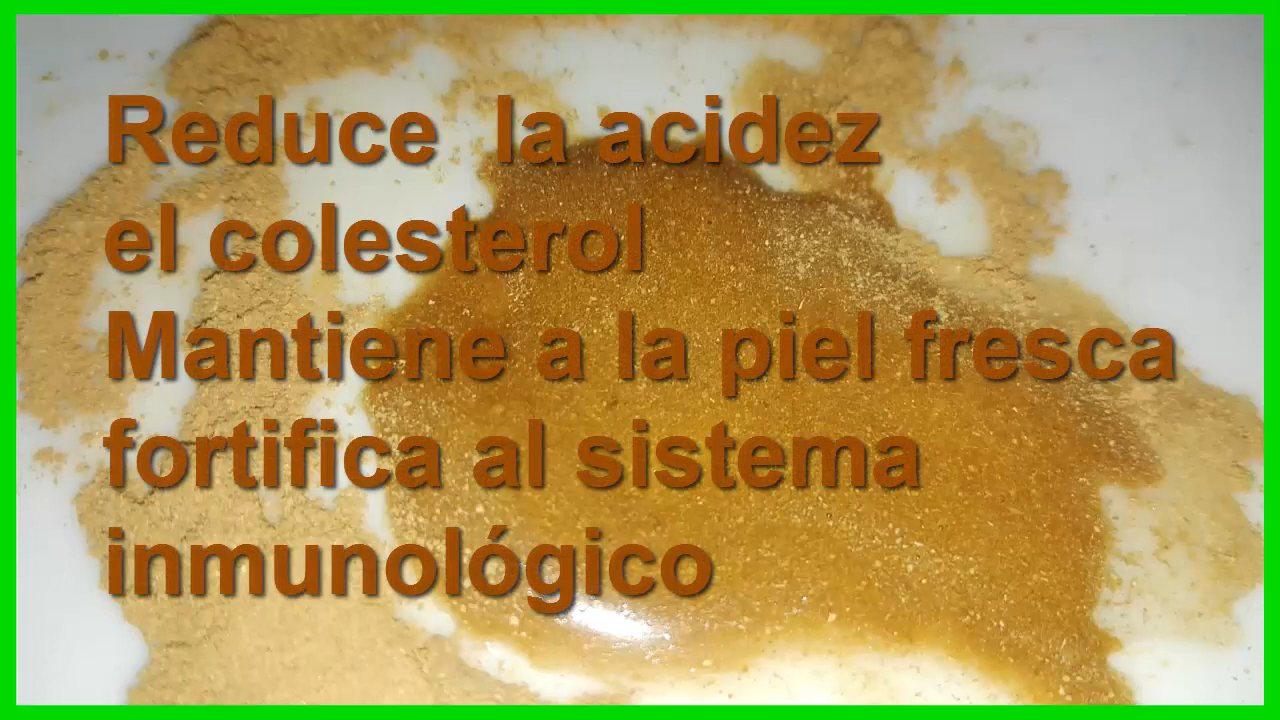 Reduce la acidez
el colesterol
Mantiene a la piel fresca
fortifica al sistema
inmunológico